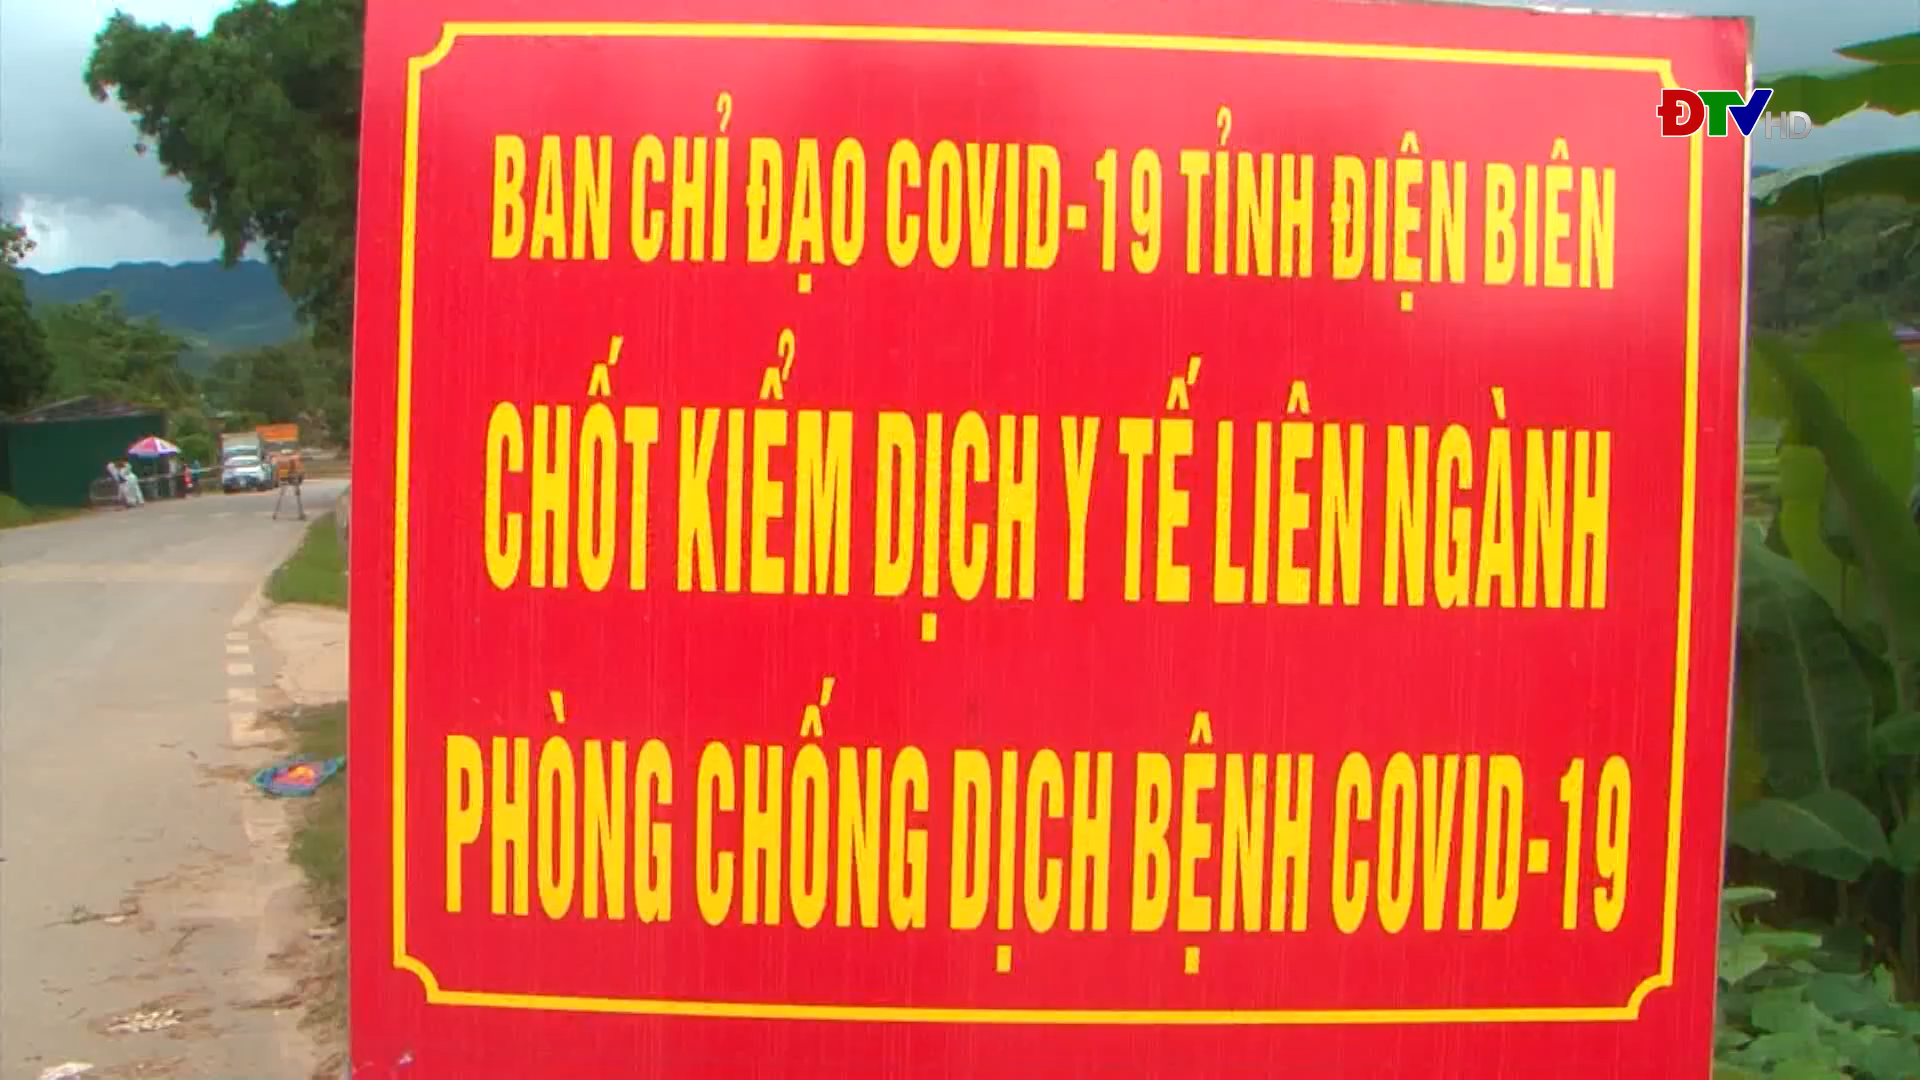 ĐTV HD
BAN CHỈ ĐẠO COVID-19 TỈNH ĐIỆN BIÊN
CHỐT KIỂM DỊCH Y TẾ LIÊN NGÀNH
PHÒNG CHỐNG DỊCH BỆNH COVID-19